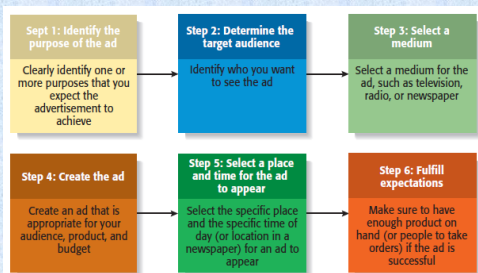 Sept 1: Identify the
purpose of the ad
Clearly identify one or
more purposes that you
expect the
advertisement to
achieve
Step 2: Determine the
target audience
Identify who you want
to see the ad
Step 3: Select a
medium
Select a medium for the
ad, such as television,
radio, or newspaper
Step 4: Create the ad
Create an ad that is
appropriate for your
audience, product, and
budget
Step 5: Select a place
and time for the ad
to appear
Select the specific place
and the specific time of
day (or location in a
newspaper) for an ad to
appear
Step 6: Fulfill
expectations
Make sure to have
enough product on
hand (or people to take
orders) if the ad is
successful